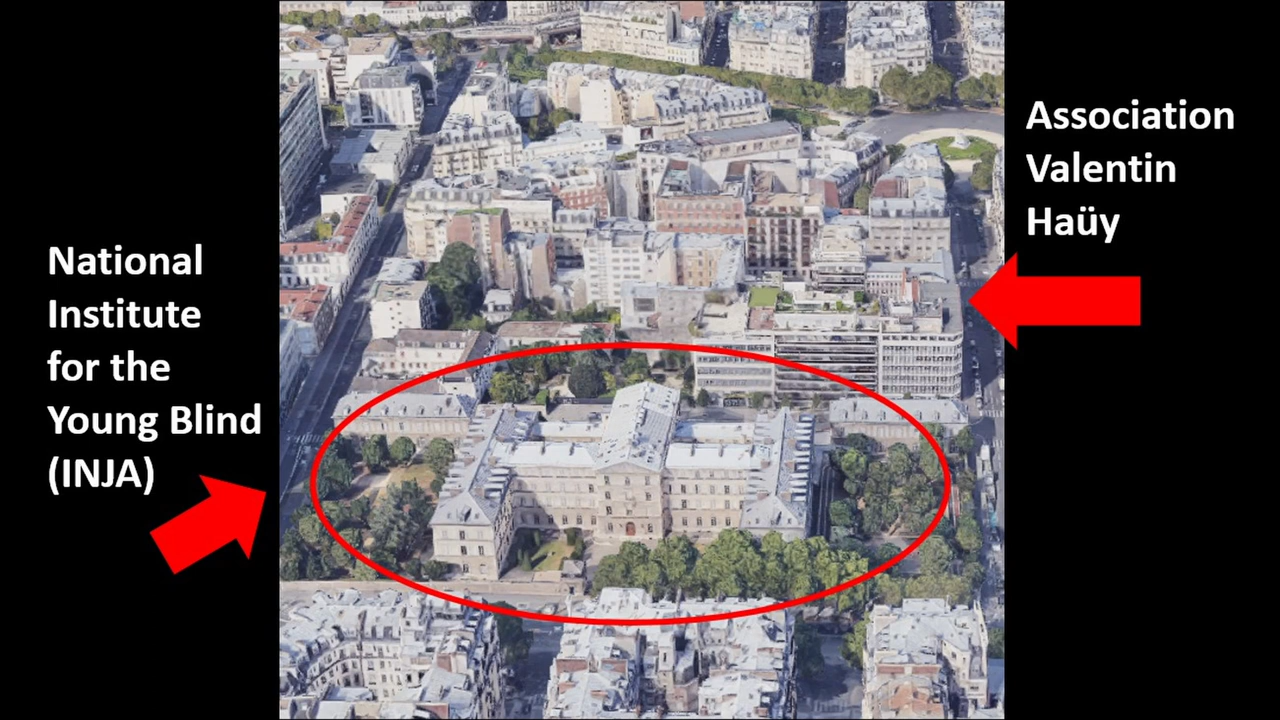 National
Institute
for the
Young Blind
(INJA)
Association
Valentin
Haüy